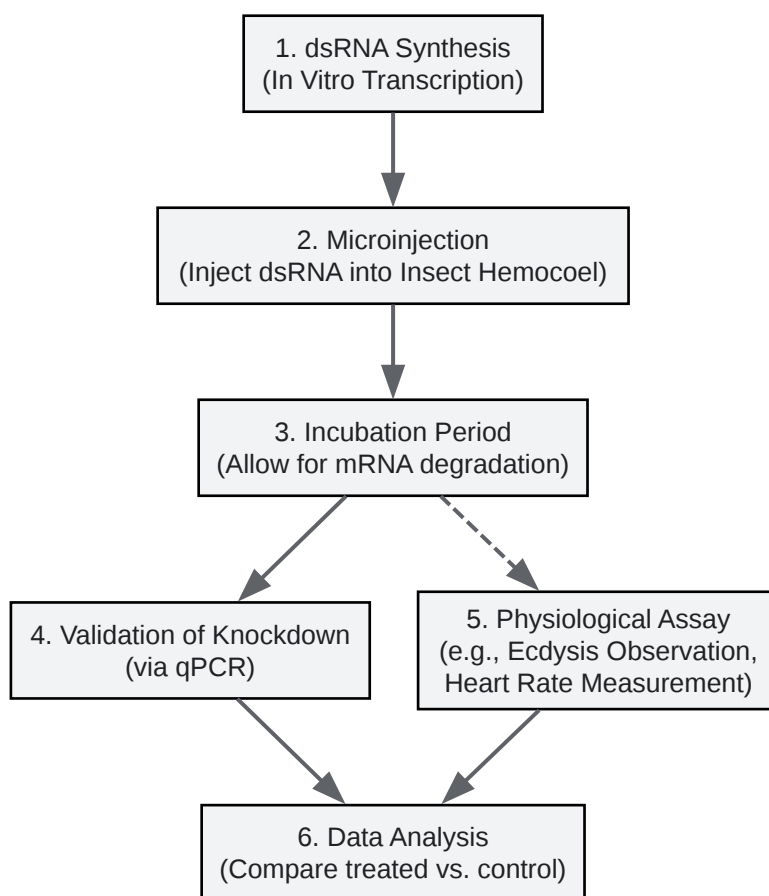 1. dsRNA Synthesis
(In Vitro Transcription)
2. Microinjection
(Inject dsRNA into Insect Hemocoel)
3. Incubation Period
(Allow for mRNA degradation)
4. Validation of Knockdown
(via qPCR)
5. Physiological Assay
(e.g., Ecdysis Observation,
Heart Rate Measurement)
6. Data Analysis
(Compare treated vs. control)